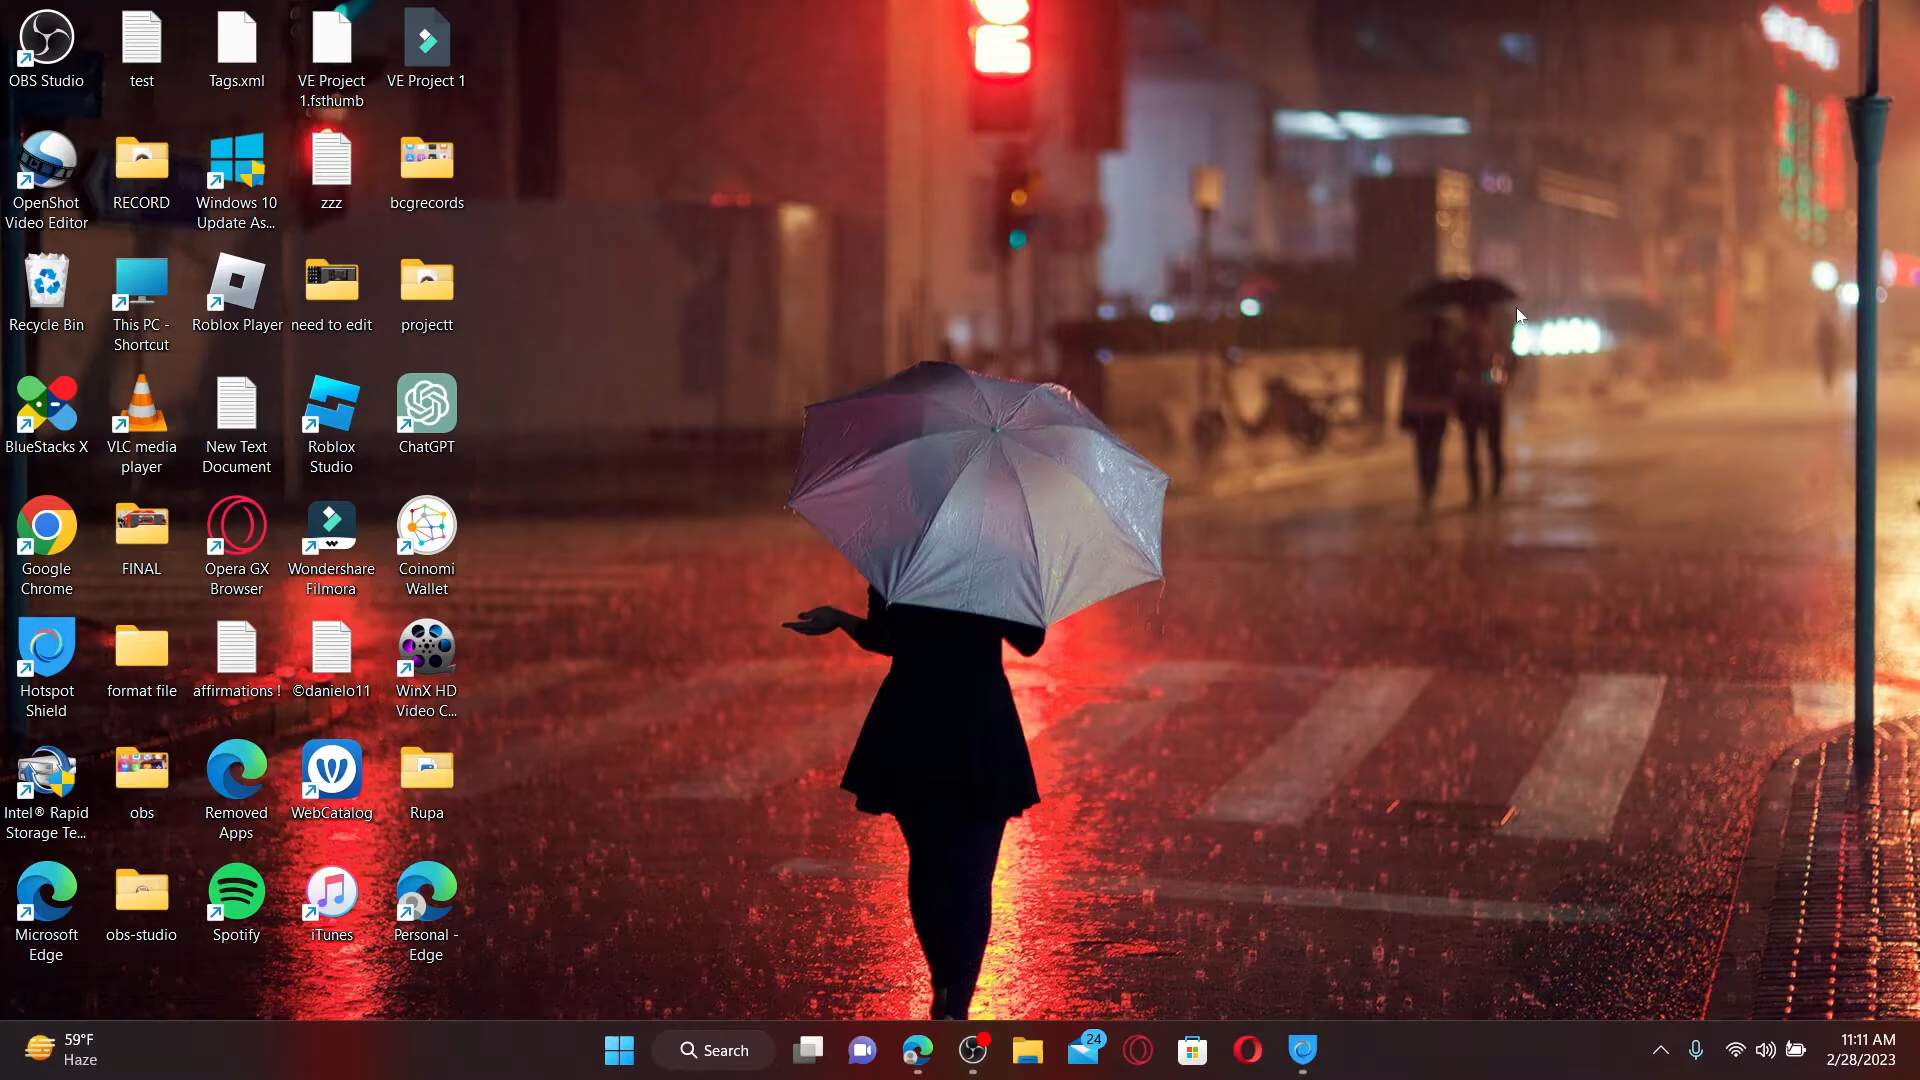 OBS Studio
test
Tags.xml
VE Project
1.fsthumb
VE Project 1
OpenShot
Video Editor
RECORD
Windows 10
Update As...
zzz
bcgrecords
Recycle Bin
This PC -
Shortcut
Roblox Player
need to edit
projectt
BlueStacks X
VLC media
player
New Text
Document
Roblox
Studio
ChatGPT
Google
Chrome
FINAL
Opera GX
Browser
Wondershare
Filmora
Coinomi
Wallet
Hotspot
Shield
format file
affirmations !
©danielo11
WinX HD
Video C...
Intel® Rapid
Storage Te...
obs
Removed
Apps
WebCatalog
Rupa
Microsoft
Edge
obs-studio
Spotify
iTunes
Personal -
Edge
59°F
Haze
Search
24
11:11 AM
2/28/2023